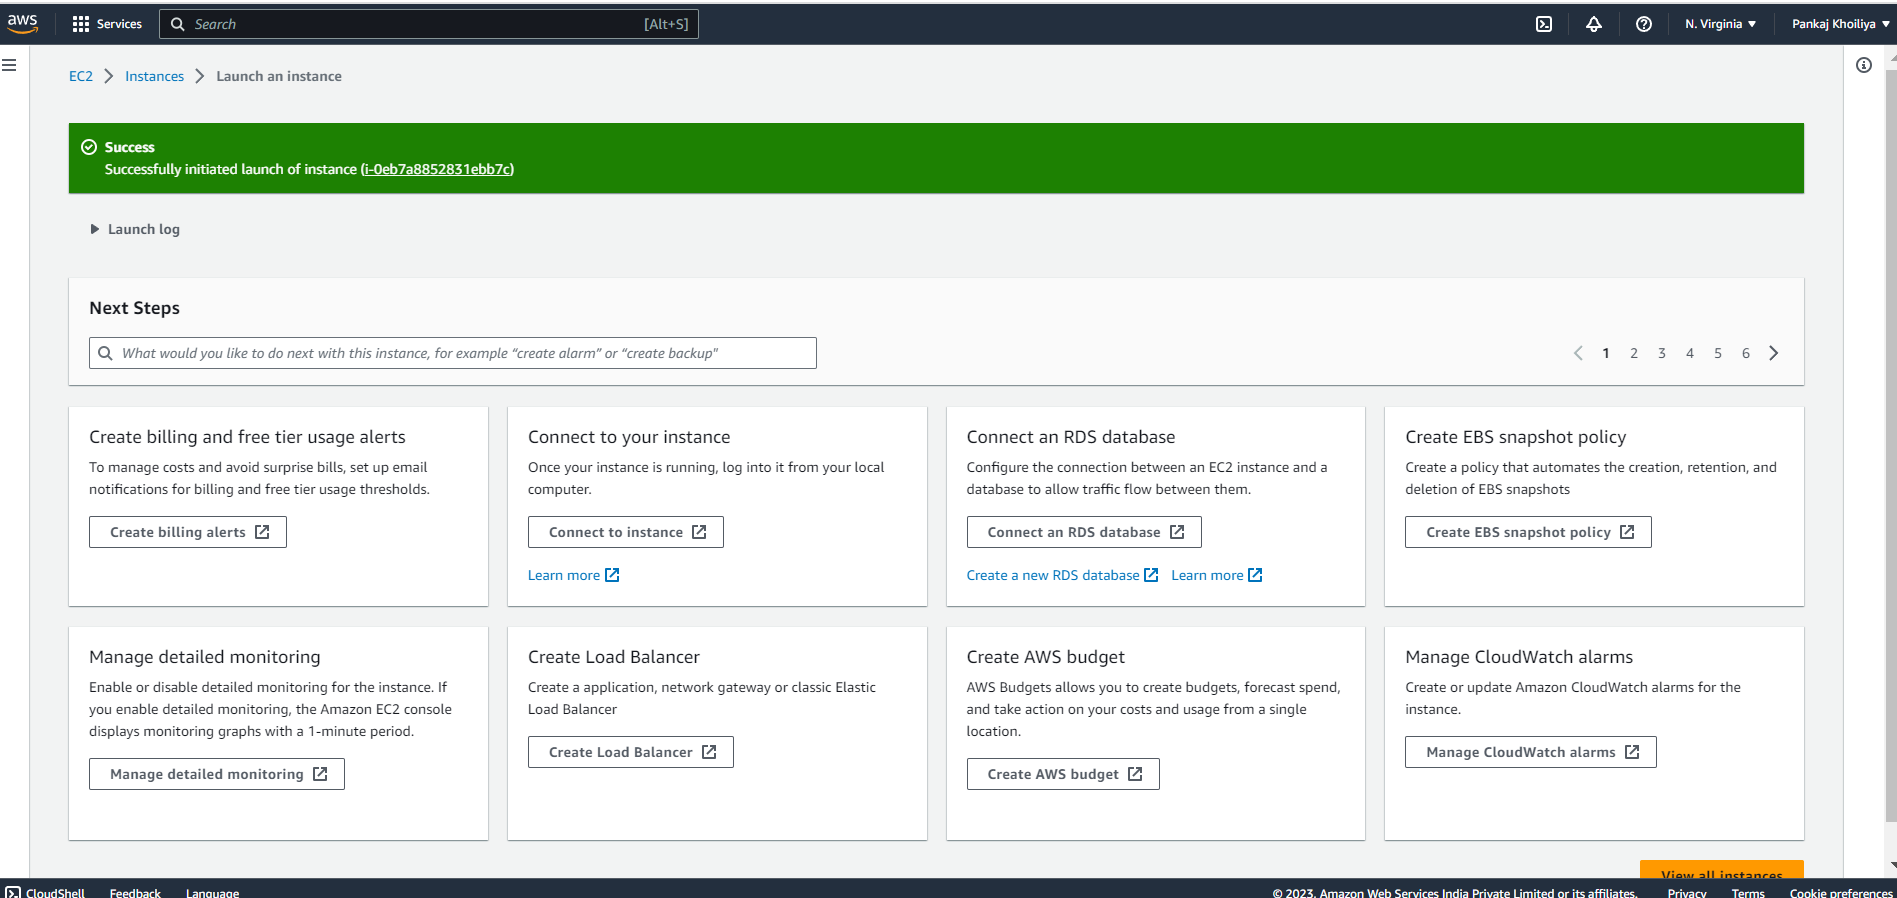 aws
Services
Search
[Alt+S]
N. Virginia
Pankaj Khoiliya
EC2
Instances
Launch an instance
Success
Successfully initiated launch of instance (i-0eb7a8852831ebb7c)
Launch log
Next Steps
What would you like to do next with this instance, for example “create alarm” or “create backup”
1 2 3 4 5 6
Create billing and free tier usage alerts
To manage costs and avoid surprise bills, set up email
notifications for billing and free tier usage thresholds.
Create billing alerts
Connect to your instance
Once your instance is running, log into it from your local
computer.
Connect to instance
Learn more
Connect an RDS database
Configure the connection between an EC2 instance and a
database to allow traffic flow between them.
Connect an RDS database
Create a new RDS database
Learn more
Create EBS snapshot policy
Create a policy that automates the creation, retention, and
deletion of EBS snapshots
Create EBS snapshot policy
Manage detailed monitoring
Enable or disable detailed monitoring for the instance. If
you enable detailed monitoring, the Amazon EC2 console
displays monitoring graphs with a 1-minute period.
Manage detailed monitoring
Create Load Balancer
Create a application, network gateway or classic Elastic
Load Balancer
Create Load Balancer
Create AWS budget
AWS Budgets allows you to create budgets, forecast spend,
and take action on your costs and usage from a single
location.
Create AWS budget
Manage CloudWatch alarms
Create or update Amazon CloudWatch alarms for the
instance.
Manage CloudWatch alarms
View all instances
CloudShell
Feedback
Language
© 2023, Amazon Web Services India Private Limited or its affiliates.
Privacy
Terms
Cookie preferences